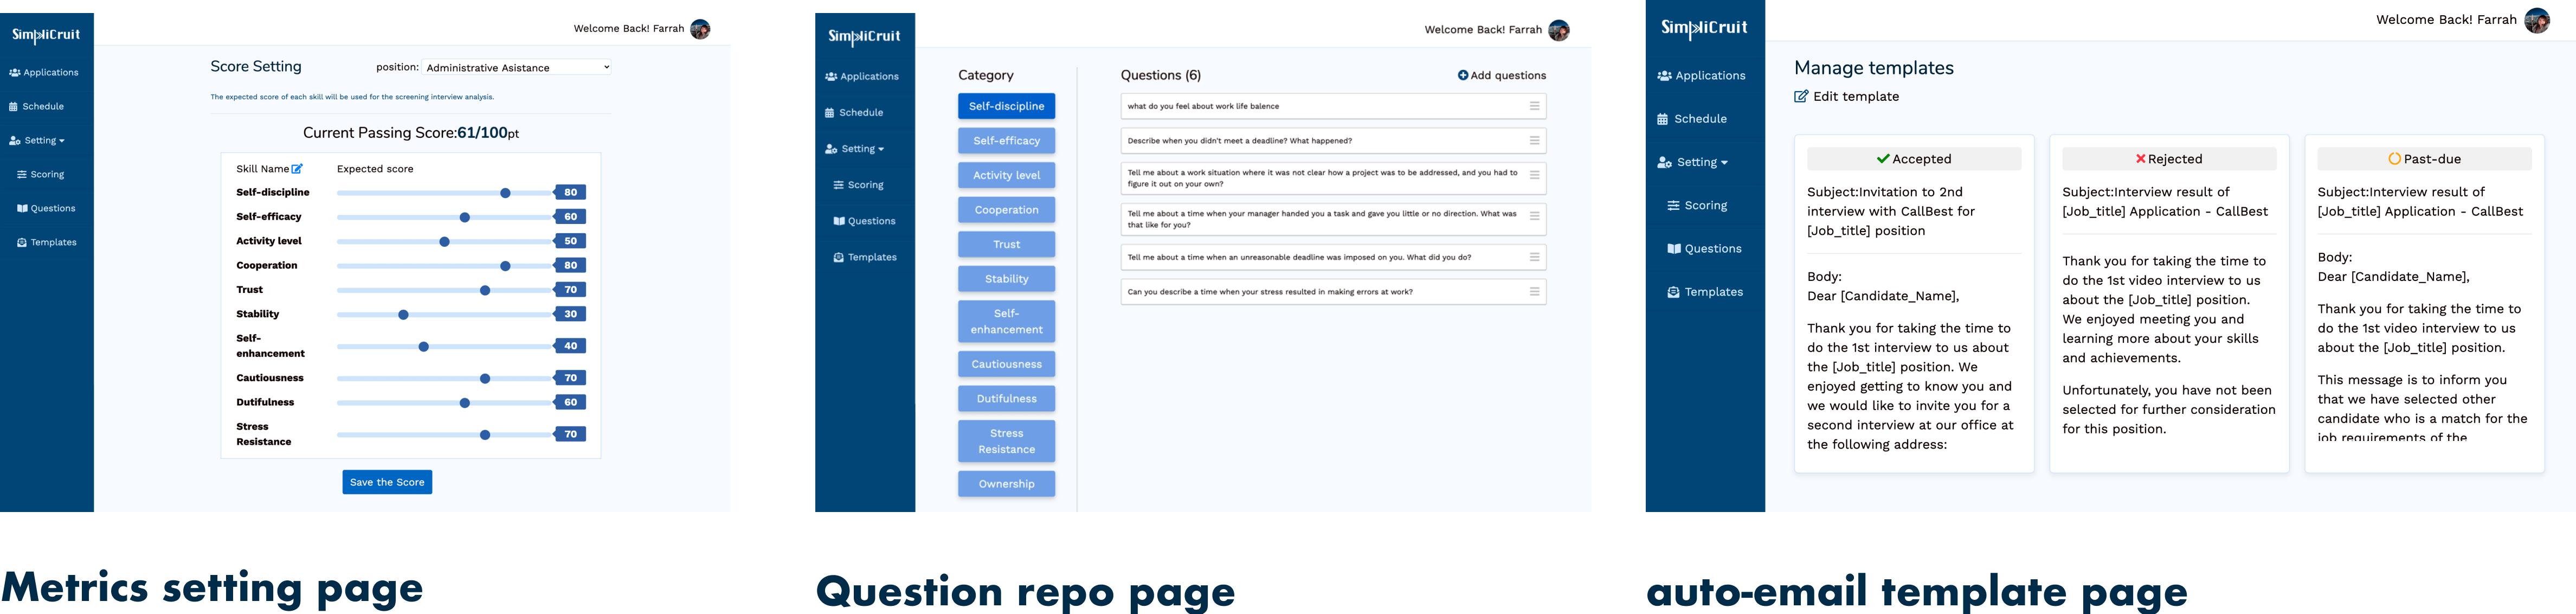 SimpliCruit
Applications
Schedule
Setting
Scoring
Questions
Templates
Welcome Back! Farrah
Score Setting
position: Administrative Asistance
The expected score of each skill will be used for the screening interview analysis.
Current Passing Score:61/100pt
Skill Name Expected score
Self-discipline 80
Self-efficacy 60
Activity level 50
Cooperation 80
Trust 70
Stability 30
Self-
enhancement 40
Cautiousness 70
Dutifulness 60
Stress
Resistance 70
Save the Score
Metrics setting page
SimpliCruit
Applications
Schedule
Setting
Scoring
Questions
Templates
Welcome Back! Farrah
Category
Self-discipline
Self-efficacy
Activity level
Cooperation
Trust
Stability
Self-
enhancement
Cautiousness
Dutifulness
Stress
Resistance
Ownership
Questions (6)
Add questions
what do you feel about work life balence
Describe when you didn't meet a deadline? What happened?
Tell me about a work situation where it was not clear how a project was to be addressed, and you had to
figure it out on your own?
Tell me about a time when your manager handed you a task and gave you little or no direction. What was
that like for you?
Tell me about a time when an unreasonable deadline was imposed on you. What did you do?
Can you describe a time when your stress resulted in making errors at work?
Question repo page
SimpliCruit
Applications
Schedule
Setting
Scoring
Questions
Templates
Welcome Back! Farrah
Manage templates
Edit template
Accepted
Subject:Invitation to 2nd
interview with CallBest for
[Job_title] position
Body:
Dear [Candidate_Name],
Thank you for taking the time to
do the 1st interview to us about
the [Job_title] position. We
enjoyed getting to know you and
we would like to invite you for a
second interview at our office at
the following address:
Rejected
Subject:Interview result of
[Job_title] Application - CallBest
Thank you for taking the time to
do the 1st video interview to us
about the [Job_title] position.
We enjoyed meeting you and
learning more about your skills
and achievements.
Unfortunately, you have not been
selected for further consideration
for this position.
Past-due
Subject:Interview result of
[Job_title] Application - CallBest
Body:
Dear [Candidate_Name],
Thank you for taking the time to
do the 1st video interview to us
about the [Job_title] position.
This message is to inform you
that we have selected other
candidate who is a match for the
job requirements of the
auto-email template page